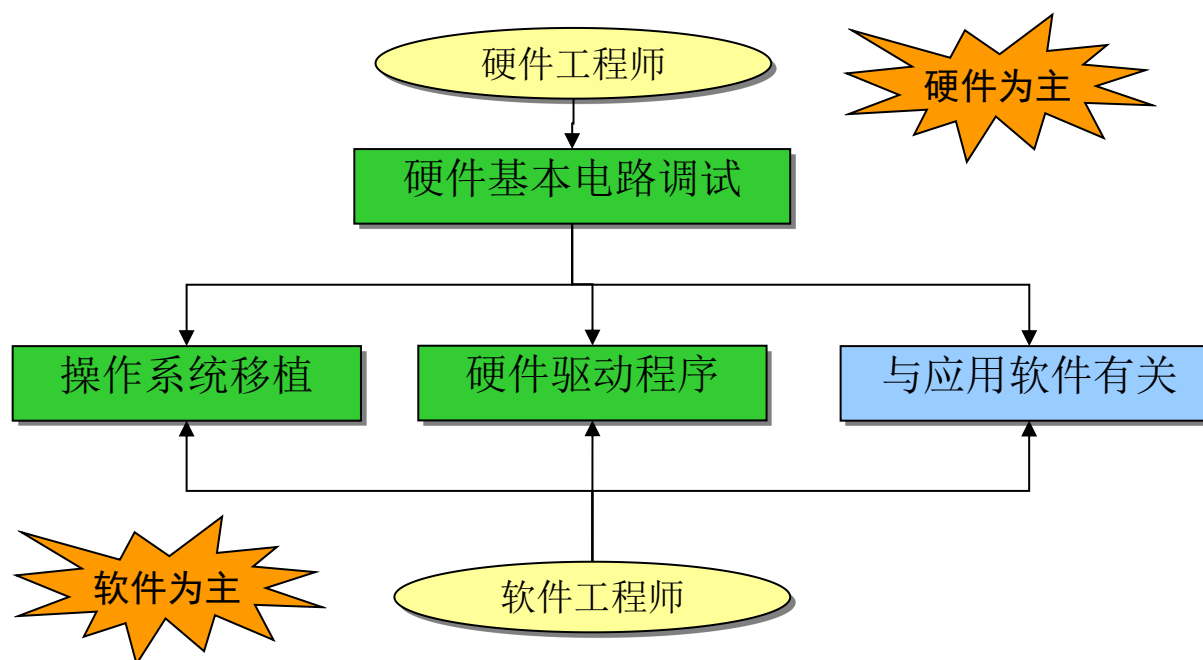 硬件工程师
硬件为主
硬件基本电路调试
操作系统移植
硬件驱动程序
与应用软件有关
软件为主
软件工程师